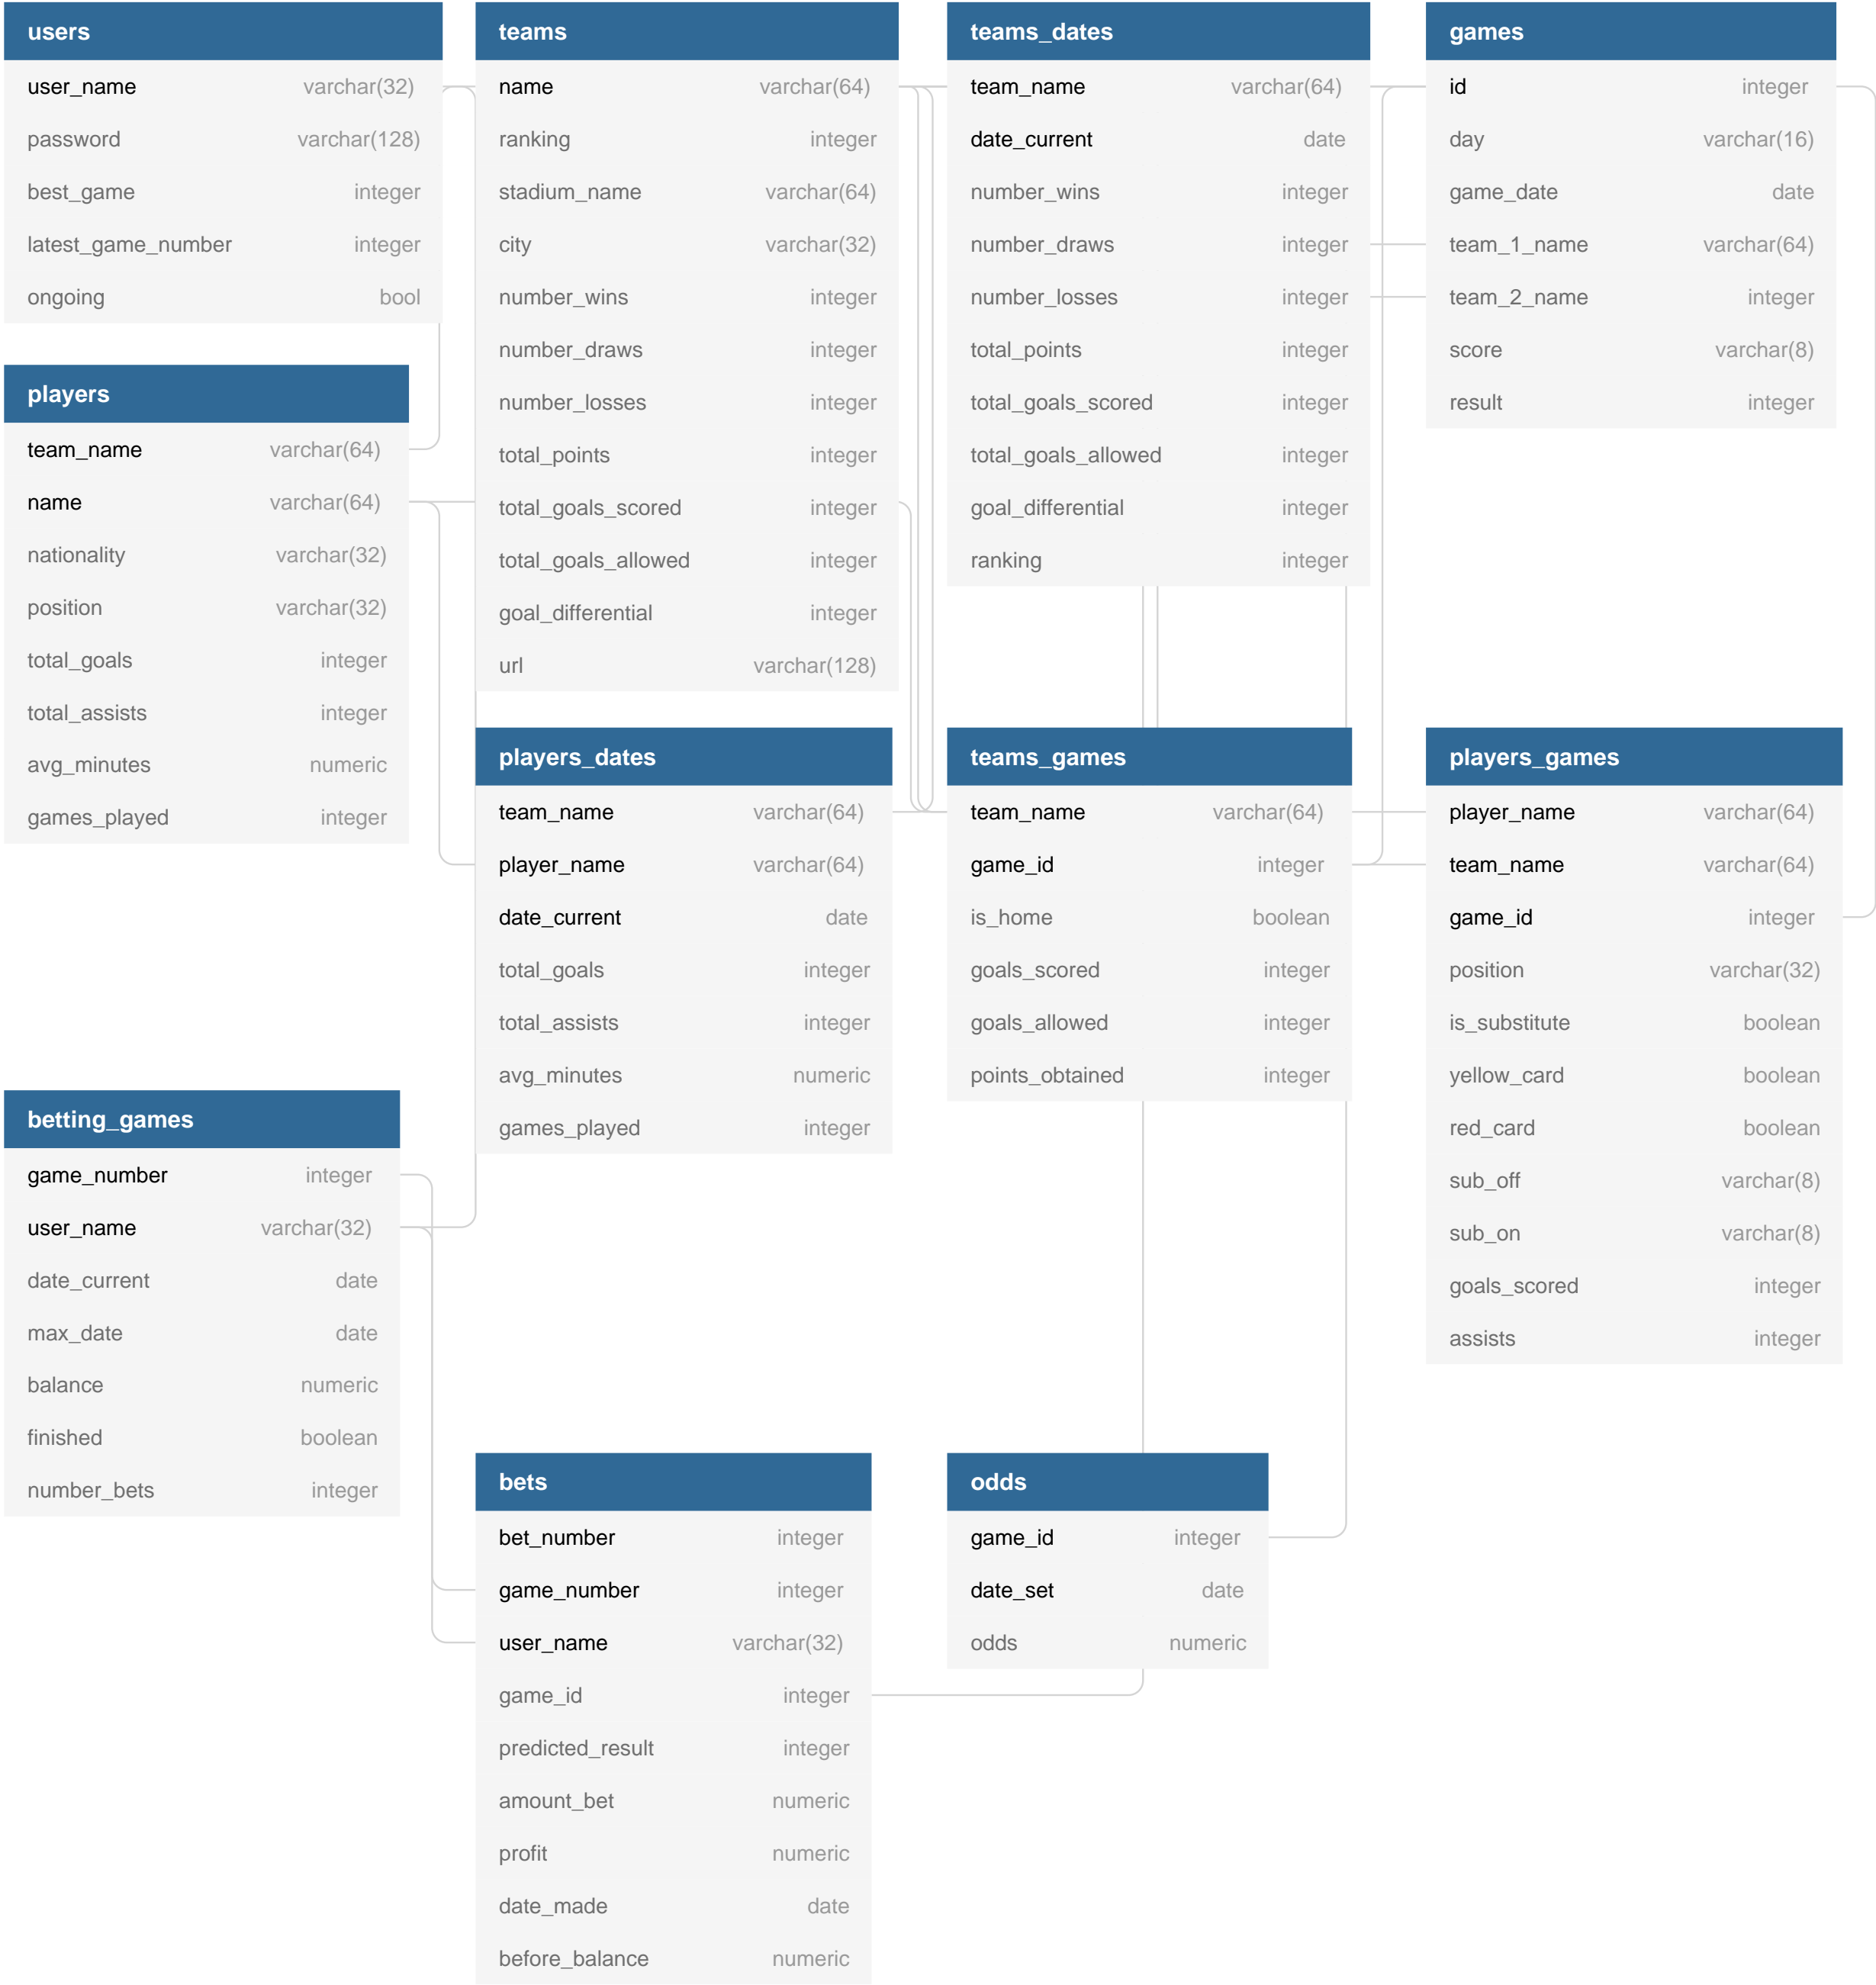 users
user_name varchar(32)
password varchar(128)
best_game integer
latest_game_number integer
ongoing bool
players
team_name varchar(64)
name varchar(64)
nationality varchar(32)
position varchar(32)
total_goals integer
total_assists integer
avg_minutes numeric
games_played integer
betting_games
game_number integer
user_name varchar(32)
date_current date
max_date date
balance numeric
finished boolean
number_bets integer
teams
name varchar(64)
ranking integer
stadium_name varchar(64)
city varchar(32)
number_wins integer
number_draws integer
number_losses integer
total_points integer
total_goals_scored integer
total_goals_allowed integer
goal_differential integer
url varchar(128)
players_dates
team_name varchar(64)
player_name varchar(64)
date_current date
total_goals integer
total_assists integer
avg_minutes numeric
games_played integer
bets
bet_number integer
game_number integer
user_name varchar(32)
game_id integer
predicted_result integer
amount_bet numeric
profit numeric
date_made date
before_balance numeric
teams_dates
team_name varchar(64)
date_current date
number_wins integer
number_draws integer
number_losses integer
total_points integer
total_goals_scored integer
total_goals_allowed integer
goal_differential integer
ranking integer
teams_games
team_name varchar(64)
game_id integer
is_home boolean
goals_scored integer
goals_allowed integer
points_obtained integer
odds
game_id integer
date_set date
odds numeric
games
id integer
day varchar(16)
game_date date
team_1_name varchar(64)
team_2_name integer
score varchar(8)
result integer
players_games
player_name varchar(64)
team_name varchar(64)
game_id integer
position varchar(32)
is_substitute boolean
yellow_card boolean
red_card boolean
sub_off varchar(8)
sub_on varchar(8)
goals_scored integer
assists integer